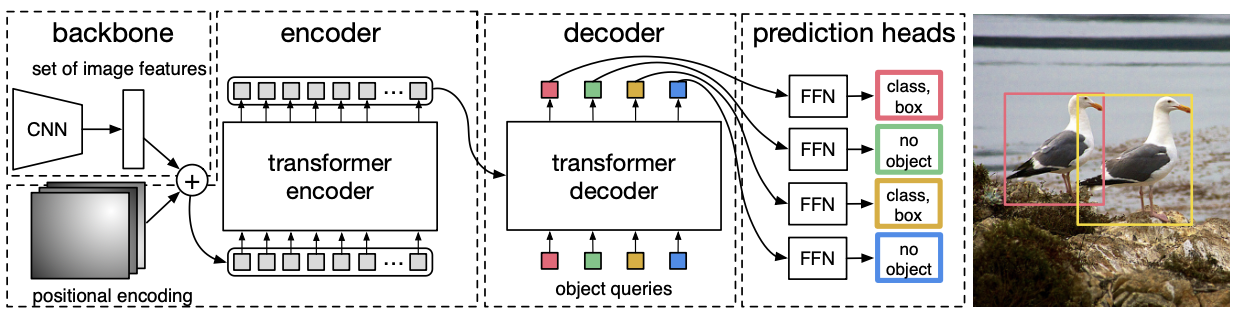 backbone
set of image features
CNN
+
positional encoding
encoder
...
transformer
encoder
...
decoder
transformer
decoder
object queries
prediction heads
FFN
class,
box
FFN
no
object
FFN
class,
box
FFN
no
object